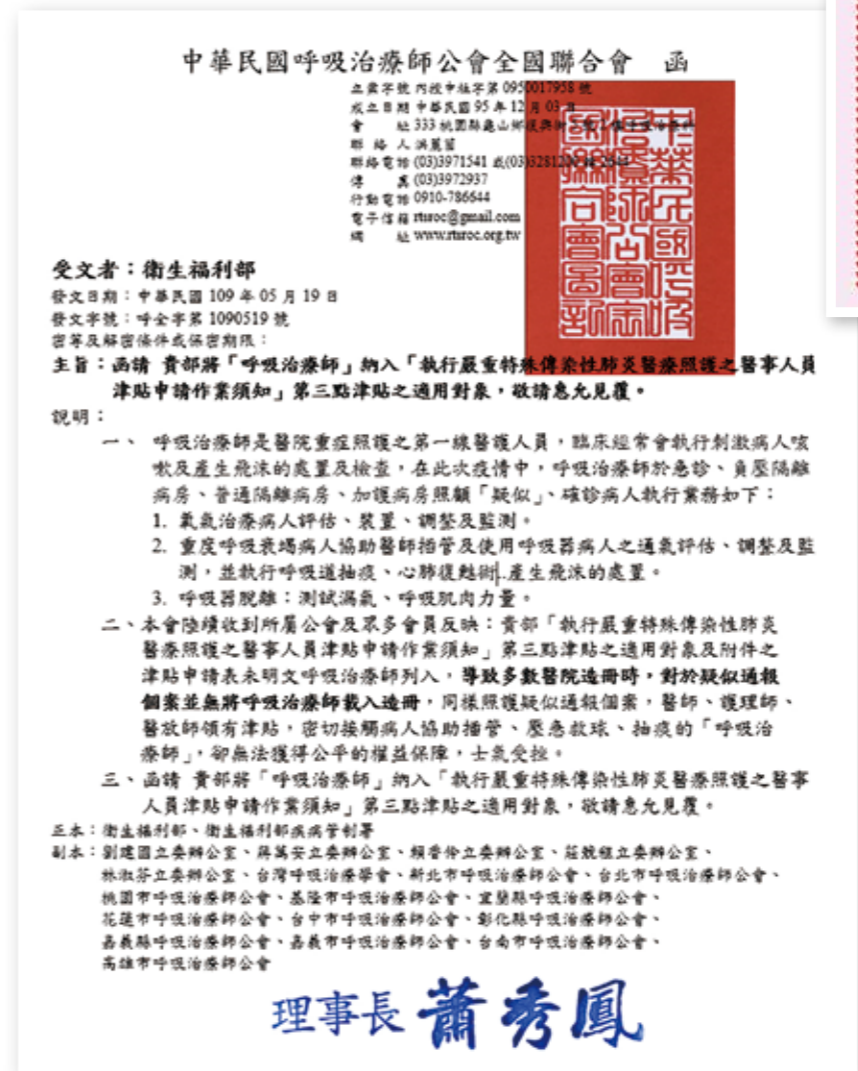 中華民國呼吸治療師公會全國聯合會 函
立案字號 內授中社字第 0950017958 號
成立日期 中華民國 95 年 12 月 03 日
會 址 333 桃園縣龜山鄉復興街
聯 絡 人 洪蕙茵
聯絡電話 (03)3971541 或(03)3281200 轉
傳 真 (03)3972937
行動電話 0910-786644
電子信箱 rtsroc@gmail.com
網 址 www.rtsroc.org.tw
受文者：衛生福利部
發文日期：中華民國 109 年 05 月 19 日
發文字號：呼全字第 1090519 號
密等及解密條件或保密期限：
主旨：函請 貴部將「呼吸治療師」納入「執行嚴重特殊傳染性肺炎醫療照護之醫事人員
津貼申請作業須知」第三點津貼之適用對象，敬請惠允見覆。
說明：
一、 呼吸治療師是醫院重症照護之第一線醫護人員，臨床經常會執行刺激病人咳
嗽及產生飛沫的處置及檢查，在此次疫情中，呼吸治療師於急診、負壓隔離
病房、普通隔離病房、加護病房照顧「疑似」、確診病人執行業務如下：
1. 氧氣治療病人評估、裝置、調整及監測。
2. 重度呼吸衰竭病人協助醫師插管及使用呼吸器病人之通氣評估、調整及監
測，並執行呼吸道抽痰、心肺復甦術..產生飛沫的處置。
3. 呼吸器脫離：測試漏氣、呼吸肌肉力量。
二、本會陸續收到所屬公會及眾多會員反映：貴部「執行嚴重特殊傳染性肺炎
醫療照護之醫事人員津貼申請作業須知」第三點津貼之適用對象及附件之
津貼申請表未明文呼吸治療師列入，導致多數醫院造冊時，對於疑似通報
個案並無將呼吸治療師載入造冊，同樣照護疑似通報個案，醫師、護理師、
醫放師領有津貼，密切接觸病人協助插管、壓急救球、抽痰的「呼吸治
療師」，卻無法獲得公平的權益保障，士氣受挫。
三、函請 貴部將「呼吸治療師」納入「執行嚴重特殊傳染性肺炎醫療照護之醫事
人員津貼申請作業須知」第三點津貼之適用對象，敬請惠允見覆。
正本：衛生福利部、衛生福利部疾病管制署
副本：劉建國立委辦公室、蔣萬安立委辦公室、賴香伶立委辦公室、莊競程立委辦公室、
林淑芬立委辦公室、台灣呼吸治療學會、新北市呼吸治療師公會、台北市呼吸治療師公會、
桃園市呼吸治療師公會、基隆市呼吸治療師公會、宜蘭縣呼吸治療師公會、
花蓮市呼吸治療師公會、台中市呼吸治療師公會、彰化縣呼吸治療師公會、
嘉義縣呼吸治療師公會、嘉義市呼吸治療師公會、台南市呼吸治療師公會、
高雄市呼吸治療師公會
理事長 蕭秀鳳